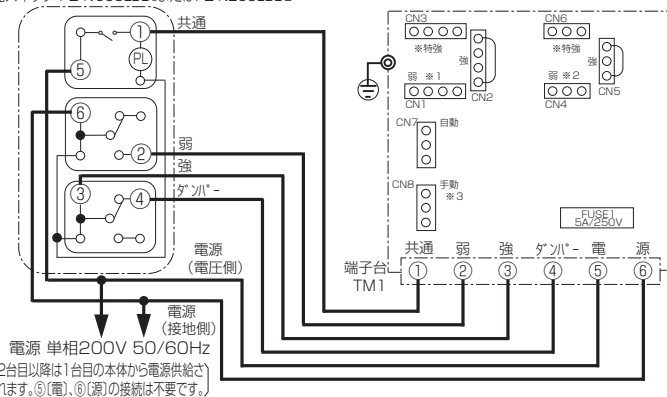 共通
①
PL
⑤
⑥
弱
②
強
③
ダンパー
④
電源
(電圧側)
電源
(接地側)
電源 単相200V 50/60Hz
2台目以降は1台目の本体から電源供給さ
れます。⑤〔電〕、⑥〔源〕の接続は不要です。
CN3
※特強
強
弱 ※1
CN1
CN2
CN6
※特強
強
弱 ※2
CN4
CN5
CN7
自動
CN8
手動
※3
FUSE1
5A/250V
共通 弱 強 ダンパー 電 源
端子台
TM1
① ② ③ ④ ⑤ ⑥